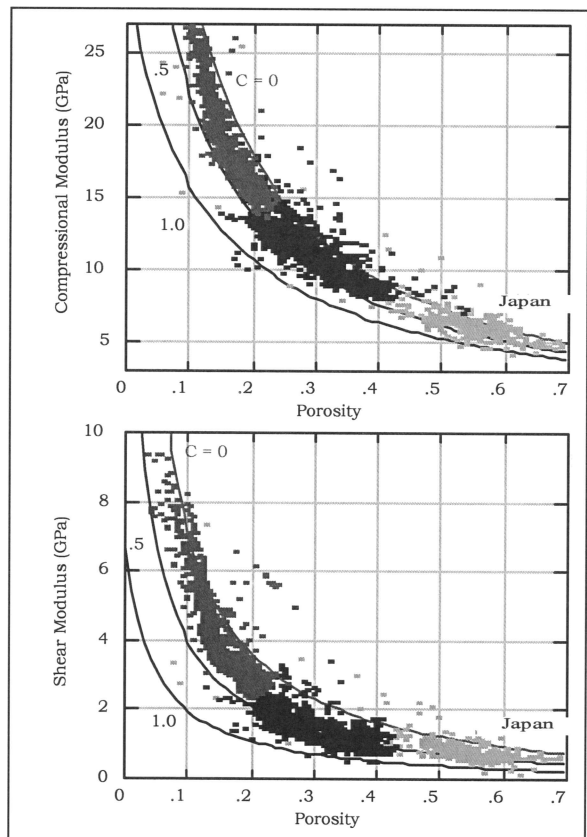 25
.5
C = 0
20
15
1.0
10
Japan
5
0 .1 .2 .3 .4 .5 .6 .7
Porosity
Compressional Modulus (GPa)
10
C = 0
8
.5
6
4
2
1.0
Japan
0
0 .1 .2 .3 .4 .5 .6 .7
Porosity
Shear Modulus (GPa)